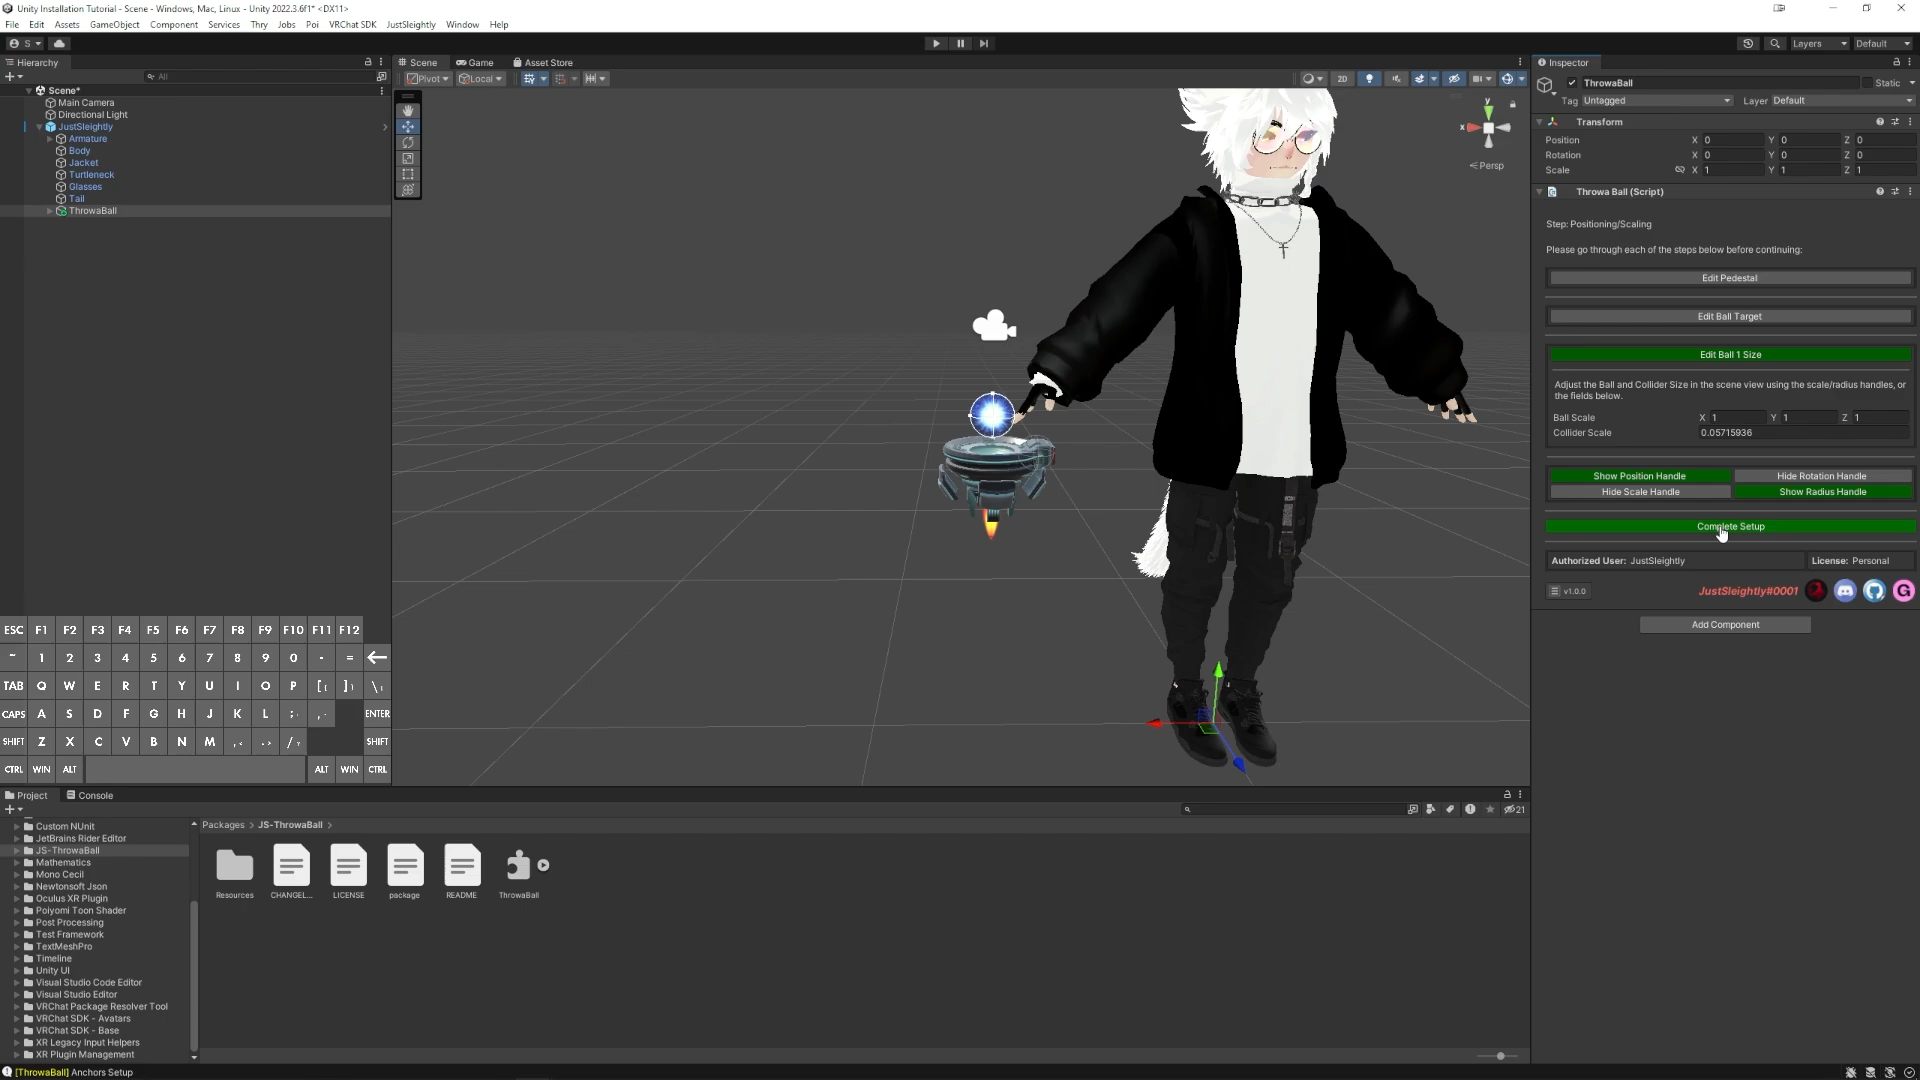 Unity Installation Tutorial - Scene - Windows, Mac, Linux - Unity 2022.3.6f1* <DX11>
File Edit Assets GameObject Component Services Thry Jobs Poi VRChat SDK JustSleightly Window Help
S Layers Default
Hierarchy
All
Scene*
Main Camera
Directional Light
JustSleightly
Armature
Body
Jacket
Turtleneck
Glasses
Tail
ThrowaBall
Scene Game Asset Store
Pivot Local 2D
y
x
Persp
Inspector
ThrowaBall Static
Tag Untagged Layer Default
Transform
Position X 0 Y 0 Z 0
Rotation X 0 Y 0 Z 0
Scale X 1 Y 1 Z 1
Throwa Ball (Script)
Step: Positioning/Scaling
Please go through each of the steps below before continuing:
Edit Pedestal
Edit Ball Target
Edit Ball 1 Size
Adjust the Ball and Collider Size in the scene view using the scale/radius handles, or
the fields below.
Ball Scale X 1 Y 1 Z 1
Collider Scale 0.05715936
Show Position Handle Hide Rotation Handle
Hide Scale Handle Show Radius Handle
Complete Setup
Authorized User: JustSleightly License: Personal
v1.0.0 JustSleightly#0001
Add Component
ESC F1 F2 F3 F4 F5 F6 F7 F8 F9 F10 F11 F12
~ 1 2 3 4 5 6 7 8 9 0 - =
TAB Q W E R T Y U I O P [{ ]} \
CAPS A S D F G H J K L ; ENTER
SHIFT Z X C V B N M ,< .> /? SHIFT
CTRL WIN ALT ALT WIN CTRL
Project Console
21
Custom NUnit
JetBrains Rider Editor
JS-ThrowaBall
Mathematics
Mono Cecil
Newtonsoft Json
Oculus XR Plugin
Poiyomi Toon Shader
Post Processing
Test Framework
TextMeshPro
Timeline
Unity UI
Visual Studio Code Editor
Visual Studio Editor
VRChat Package Resolver Tool
VRChat SDK - Avatars
VRChat SDK - Base
XR Legacy Input Helpers
XR Plugin Management
Packages > JS-ThrowaBall >
Resources CHANGEL... LICENSE package README ThrowaBall
[ThrowaBall] Anchors Setup